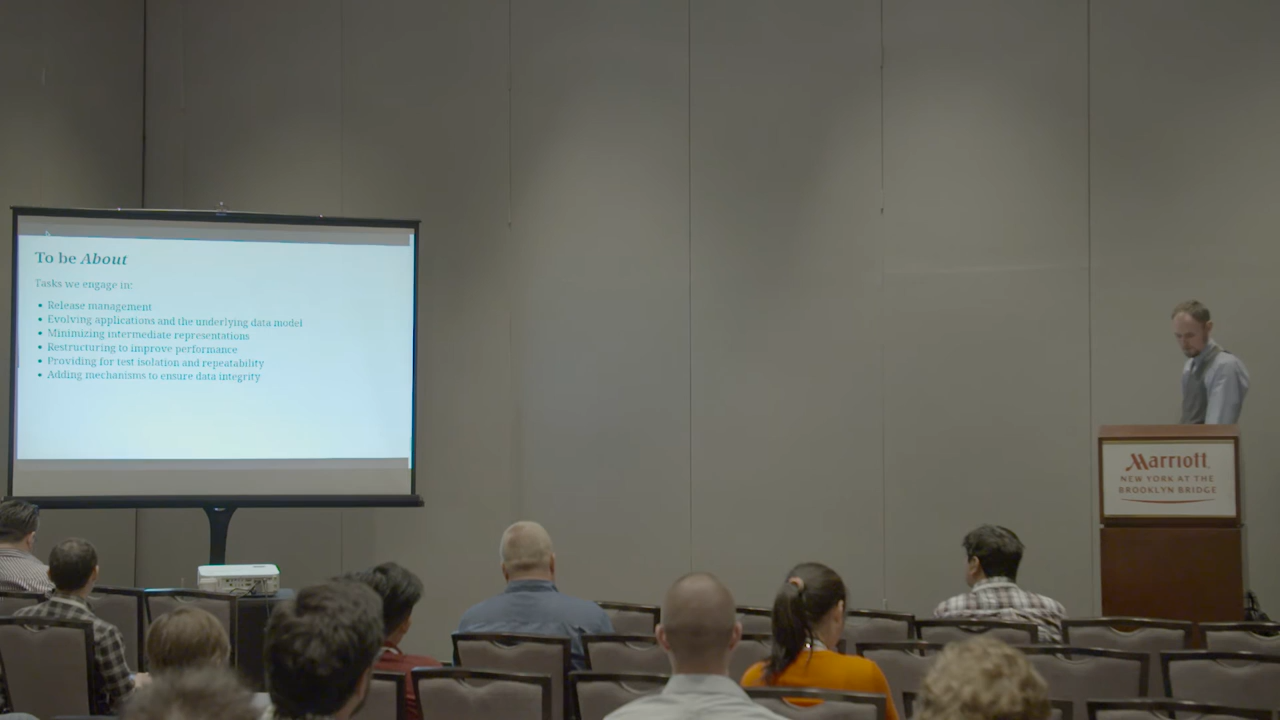 To be About
Tasks we engage in:
• Release management
• Evolving applications and the underlying data model
• Minimizing intermediate representations
• Restructuring to improve performance
• Providing for test isolation and repeatability
• Adding mechanisms to ensure data integrity
Marriott
NEW YORK AT THE
BROOKLYN BRIDGE